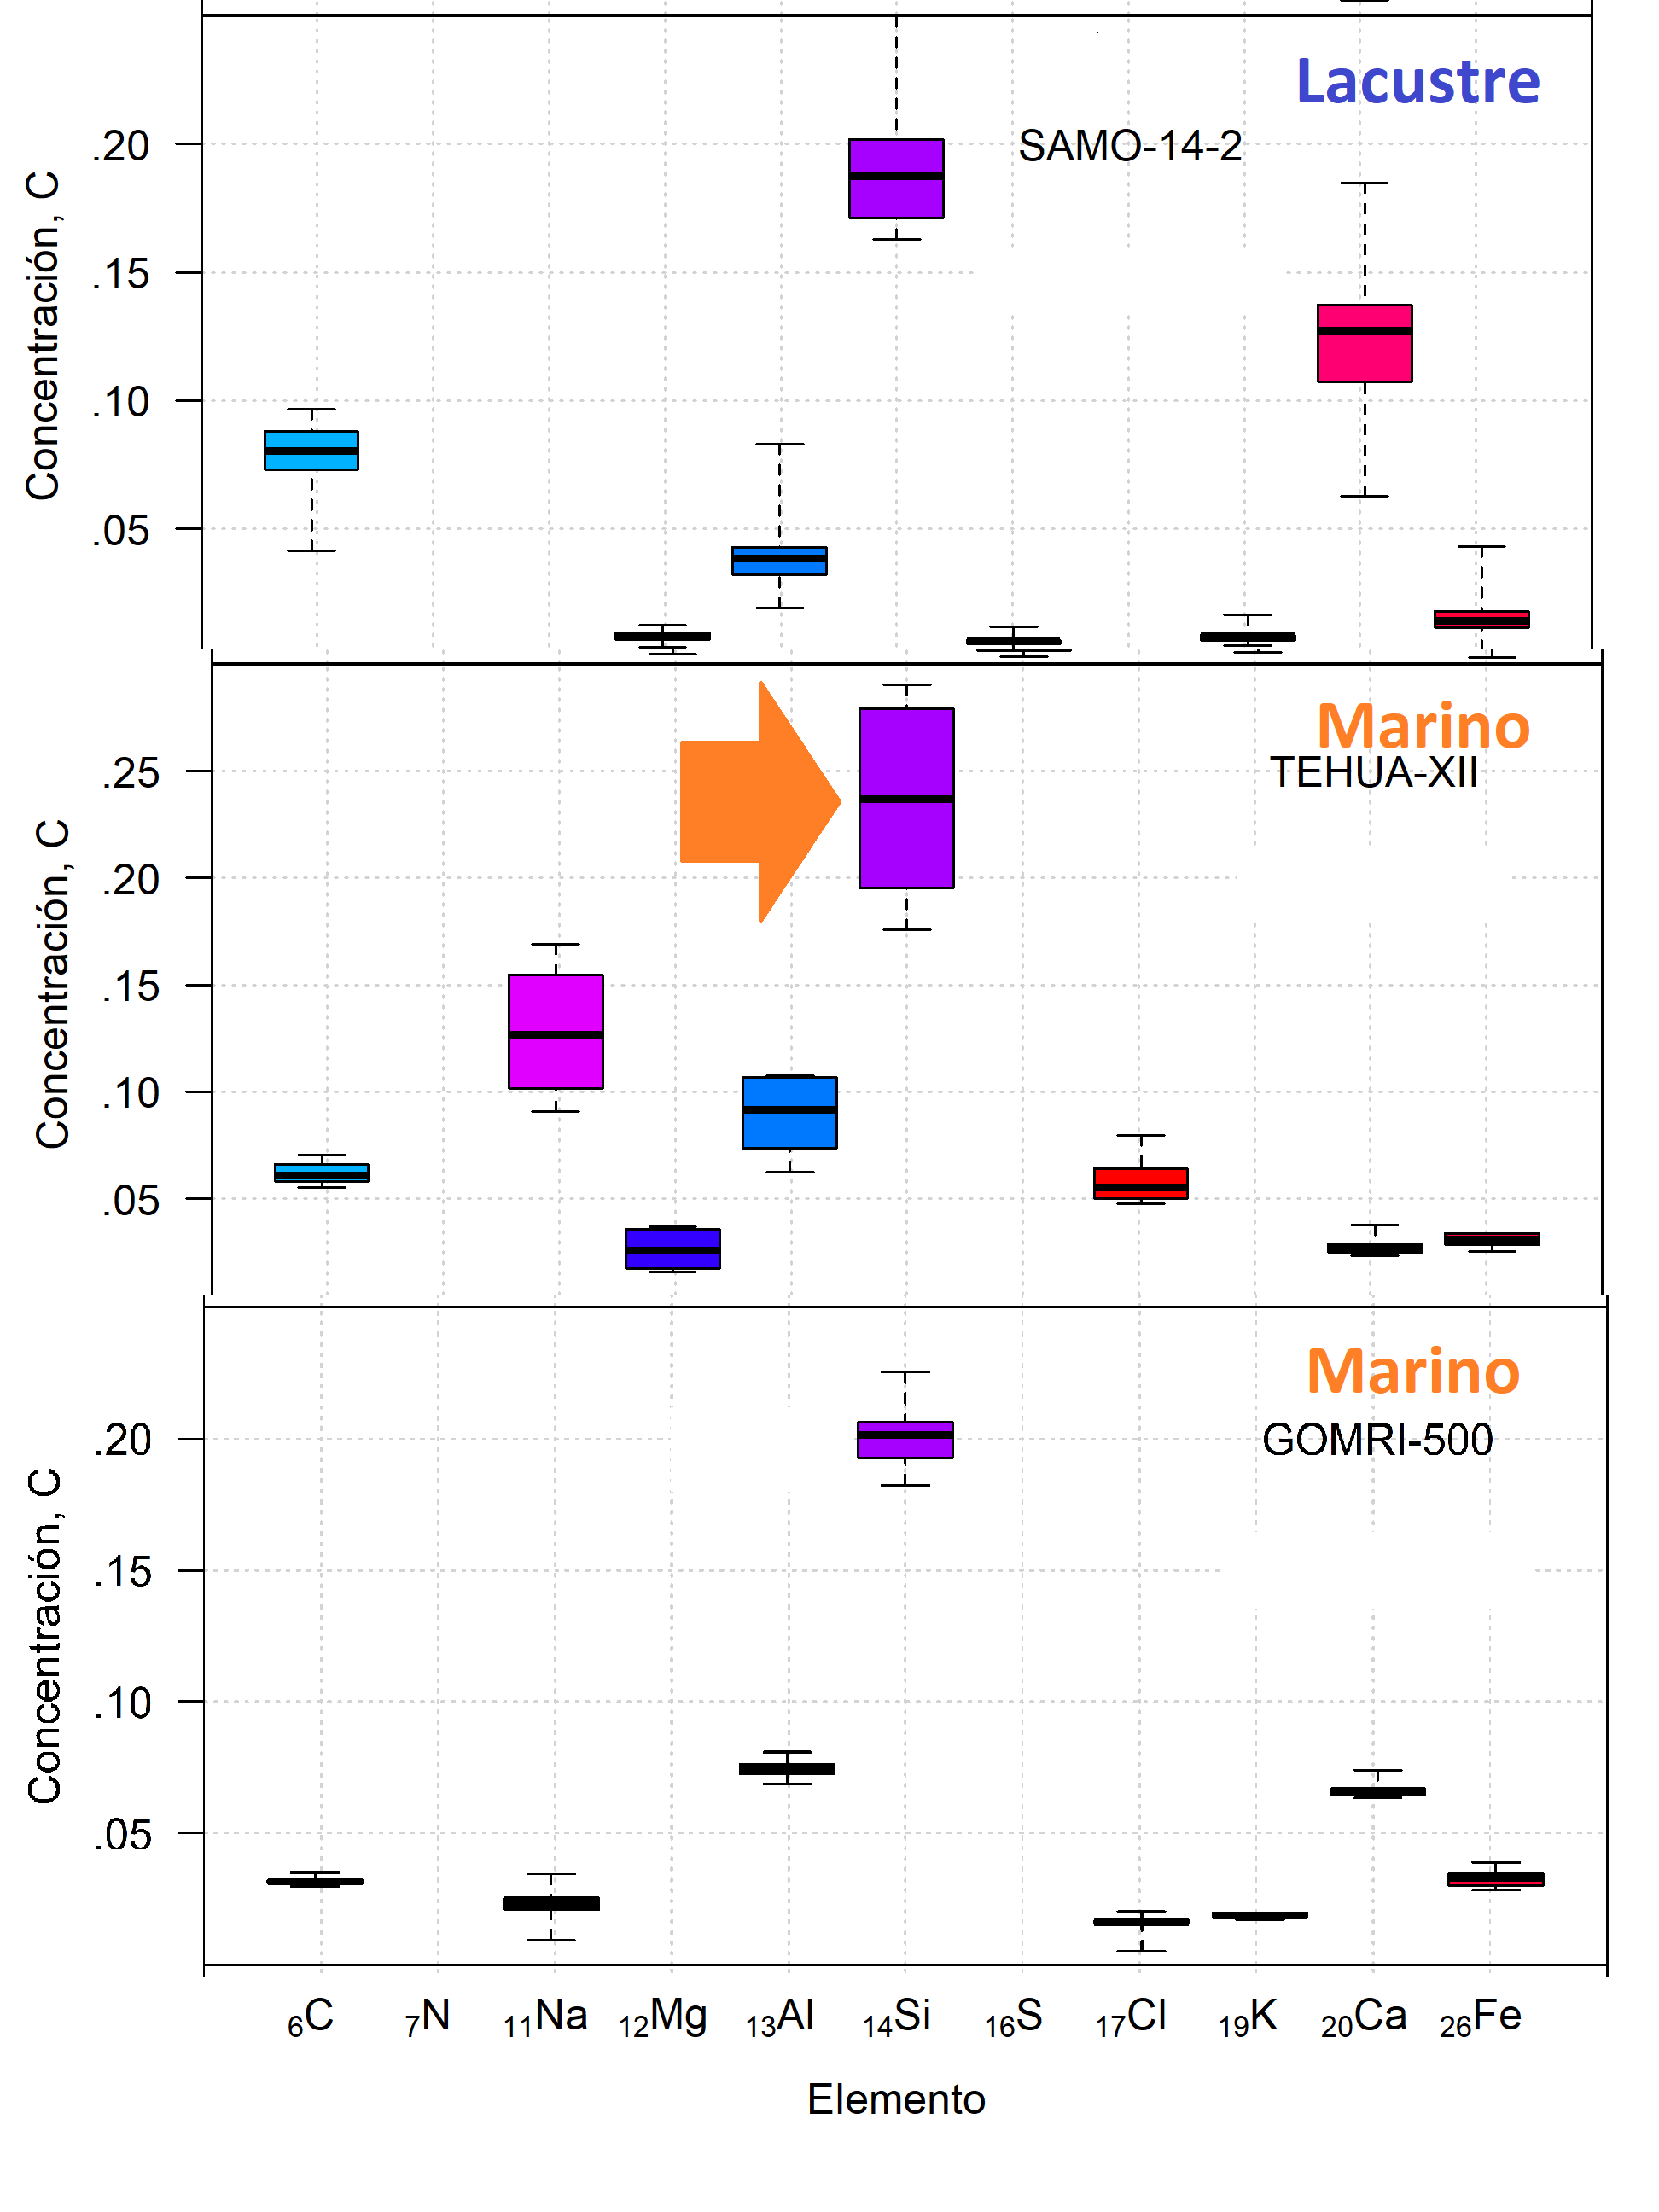 Lacustre
SAMO-14-2
Concentración, C
.20
.15
.10
.05
Marino
TEHUA-XII
Concentración, C
.25
.20
.15
.10
.05
Marino
GOMRI-500
Concentración, C
.20
.15
.10
.05
6C 7N 11Na 12Mg 13Al 14Si 16S 17Cl 19K 20Ca 26Fe
Elemento